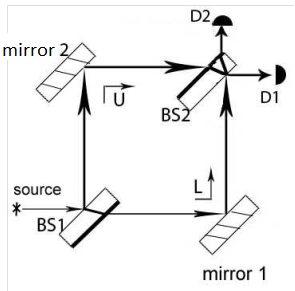 D2
mirror 2
U
BS2
D1
source
L
BS1
mirror 1